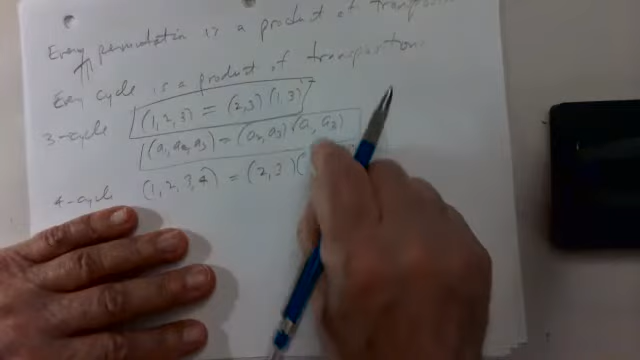 Every permutation is a product of
Every cycle is a product of transposition.
3-cycle (1,2,3) = (2,3)(1,3)
(a₁,a₂,a₃) = (a₂,a₃)(a₁,a₃)
4-cycle (1,2,3,4) = (2,3)(